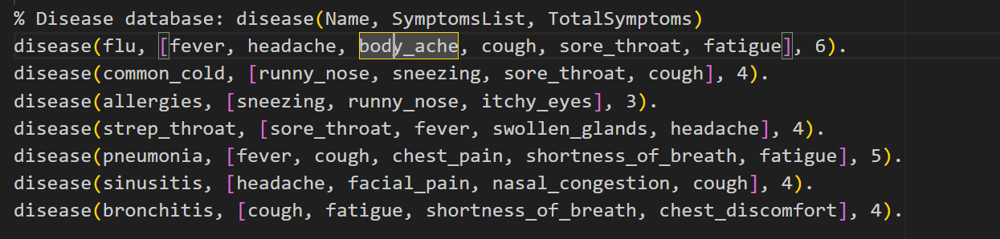 % Disease database: disease(Name, SymptomsList, TotalSymptoms)
disease(flu, [fever, headache, body_ache, cough, sore_throat, fatigue], 6).
disease(common_cold, [runny_nose, sneezing, sore_throat, cough], 4).
disease(allergies, [sneezing, runny_nose, itchy_eyes], 3).
disease(strep_throat, [sore_throat, fever, swollen_glands, headache], 4).
disease(pneumonia, [fever, cough, chest_pain, shortness_of_breath, fatigue], 5).
disease(sinusitis, [headache, facial_pain, nasal_congestion, cough], 4).
disease(bronchitis, [cough, fatigue, shortness_of_breath, chest_discomfort], 4).